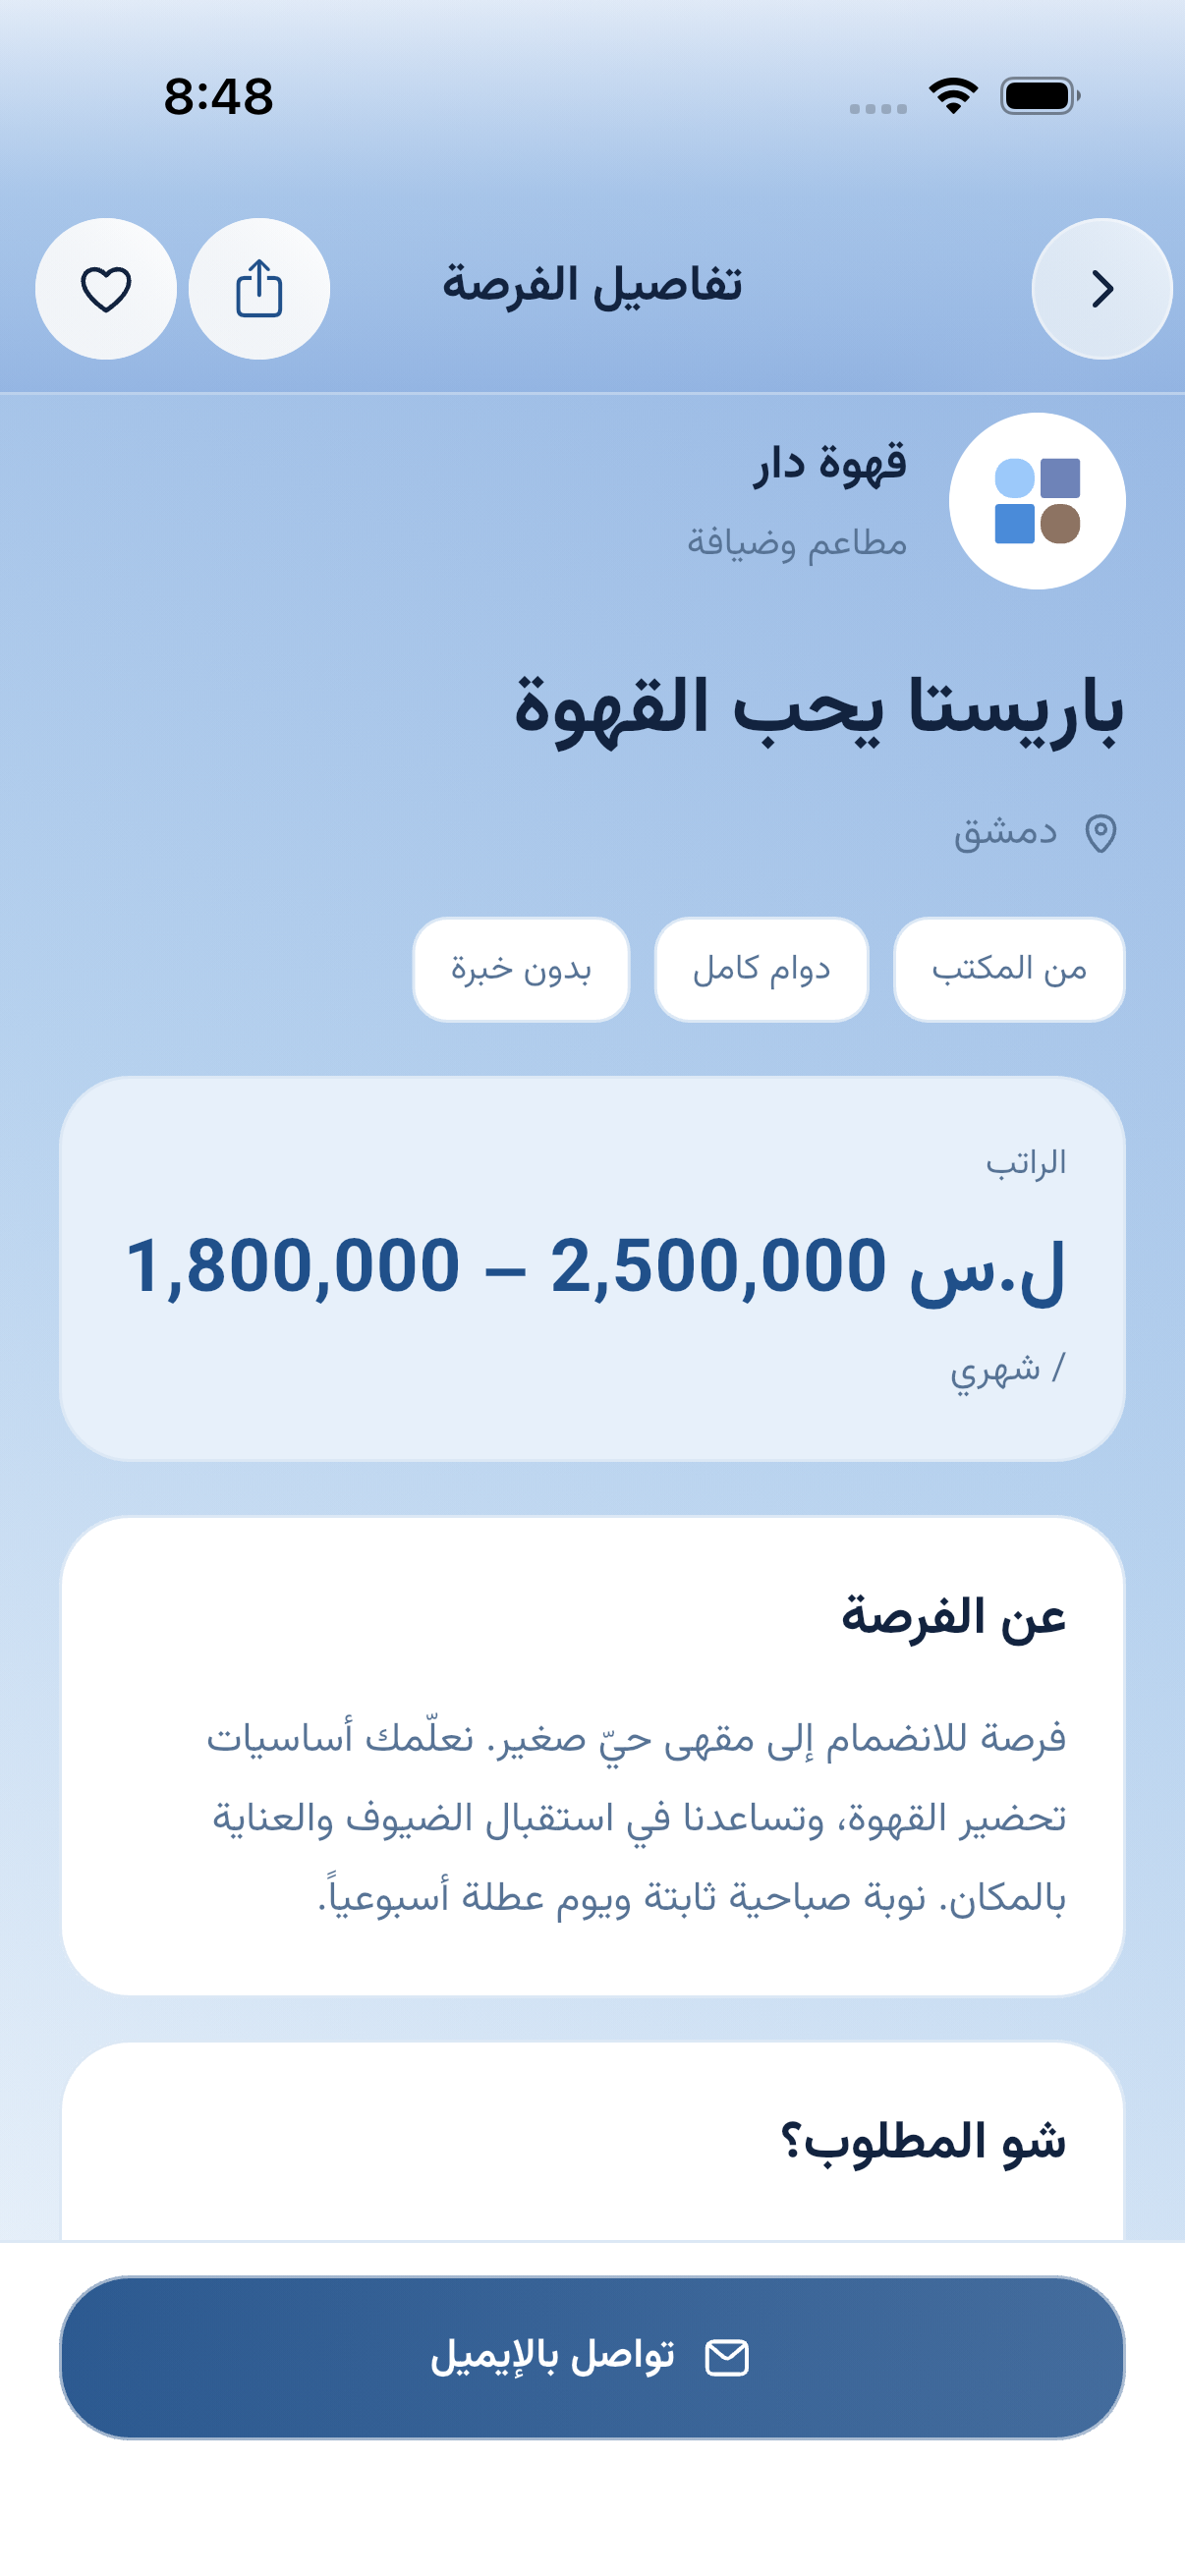 8:48
تفاصيل الفرصة
قهوة دار
مطاعم وضيافة
باريستا يحب القهوة
دمشق
من المكتب
دوام كامل
بدون خبرة
الراتب
ل.س 2,500,000 – 1,800,000
/ شهري
عن الفرصة
فرصة للانضمام إلى مقهى حيّ صغير. نعلّمك أساسيات
تحضير القهوة، وتساعدنا في استقبال الضيوف والعناية
بالمكان. نوبة صباحية ثابتة ويوم عطلة أسبوعياً.
شو المطلوب؟
تواصل بالإيميل